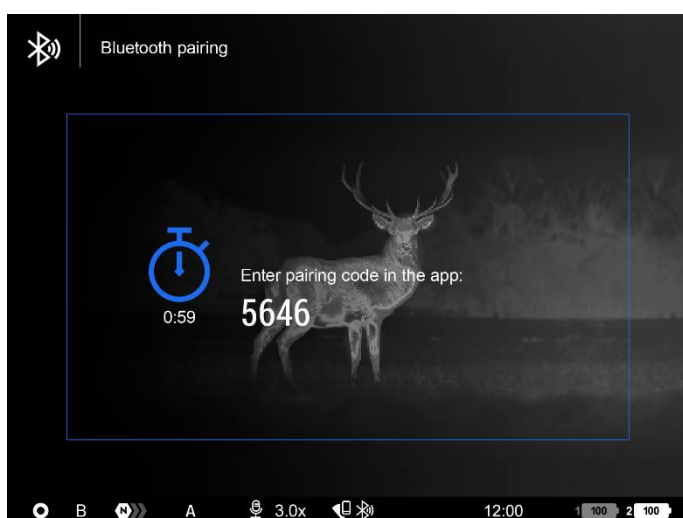 Bluetooth pairing
Enter pairing code in the app:
0:59
5646
B N A 3.0x 12:00 1 100 2 100